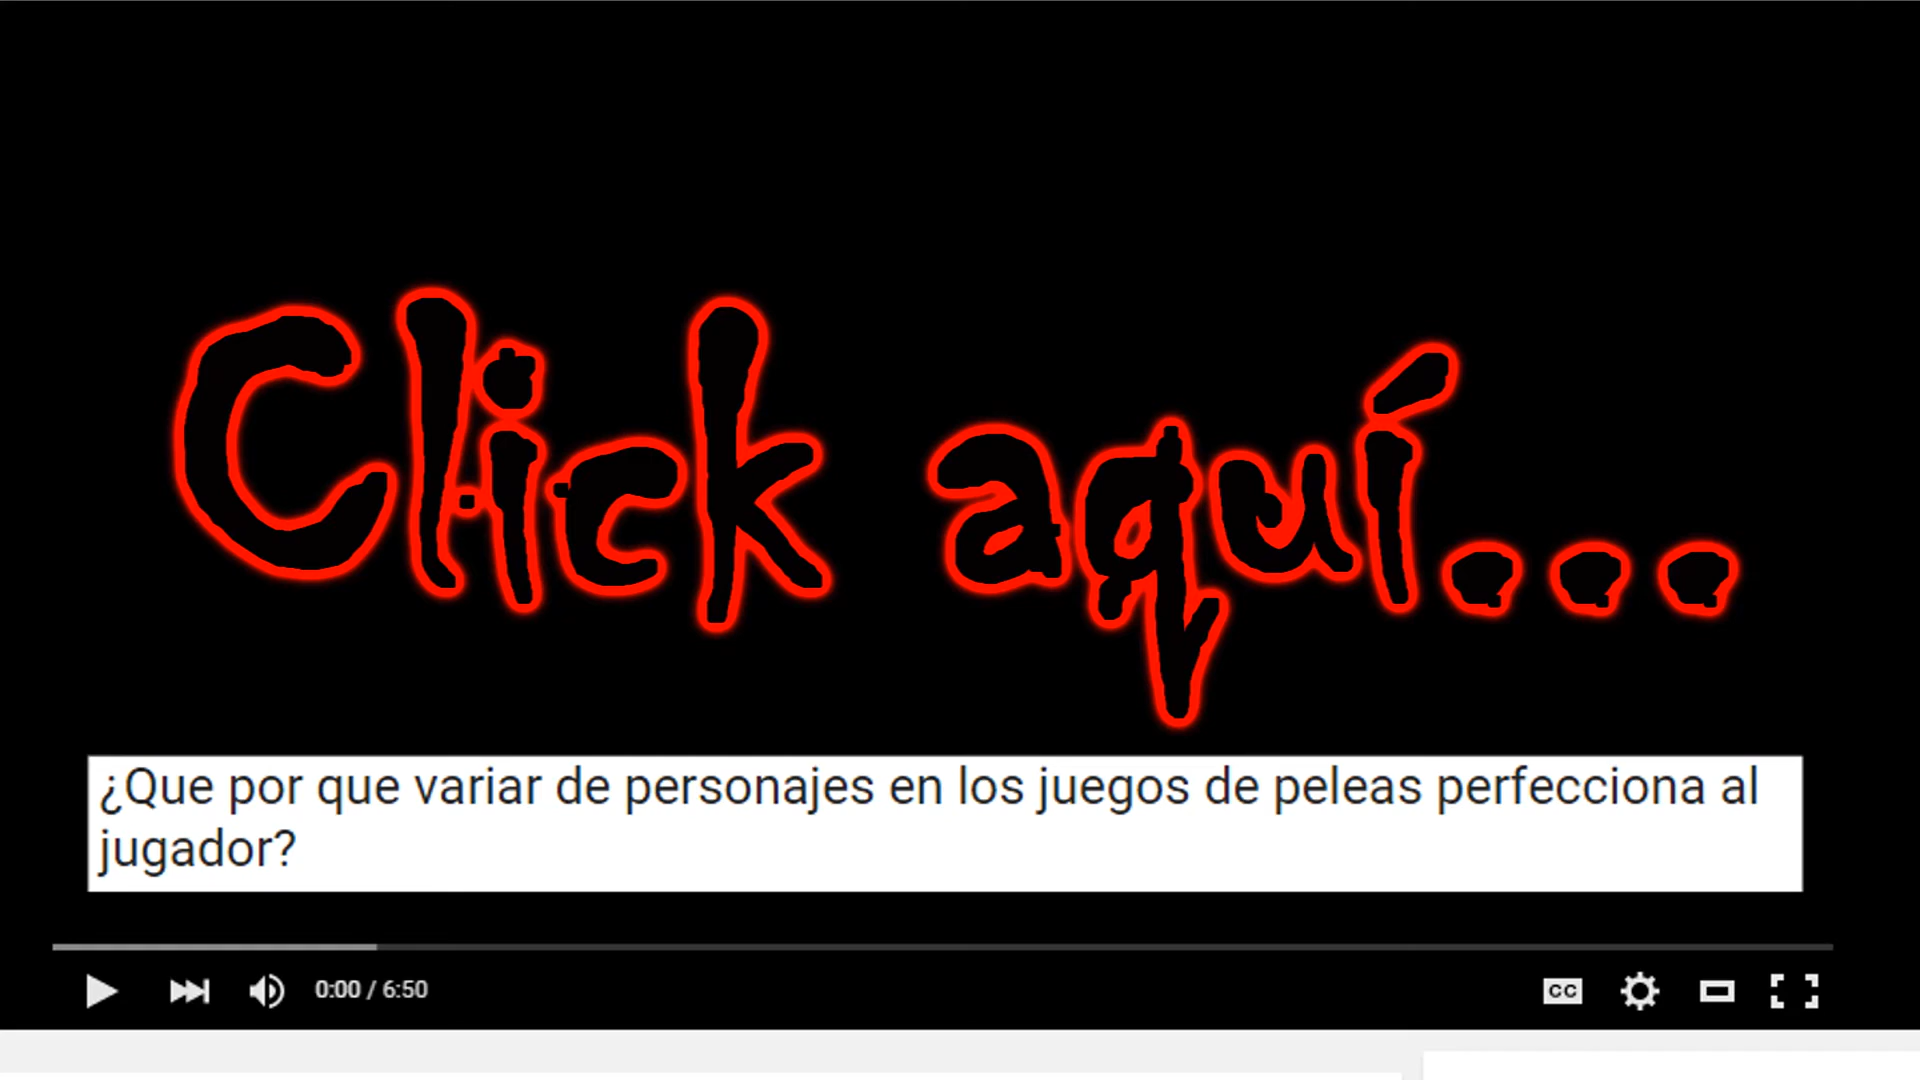 Click aquí...
¿Que por que variar de personajes en los juegos de peleas perfecciona al
jugador?
0:00 / 6:50
CC